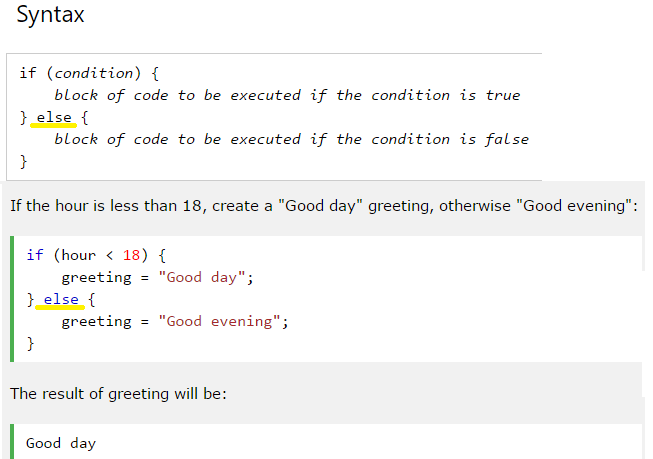 Syntax
if (condition) {
    block of code to be executed if the condition is true
} else {
    block of code to be executed if the condition is false
}
If the hour is less than 18, create a "Good day" greeting, otherwise "Good evening":
if (hour < 18) {
    greeting = "Good day";
} else {
    greeting = "Good evening";
}
The result of greeting will be:
Good day